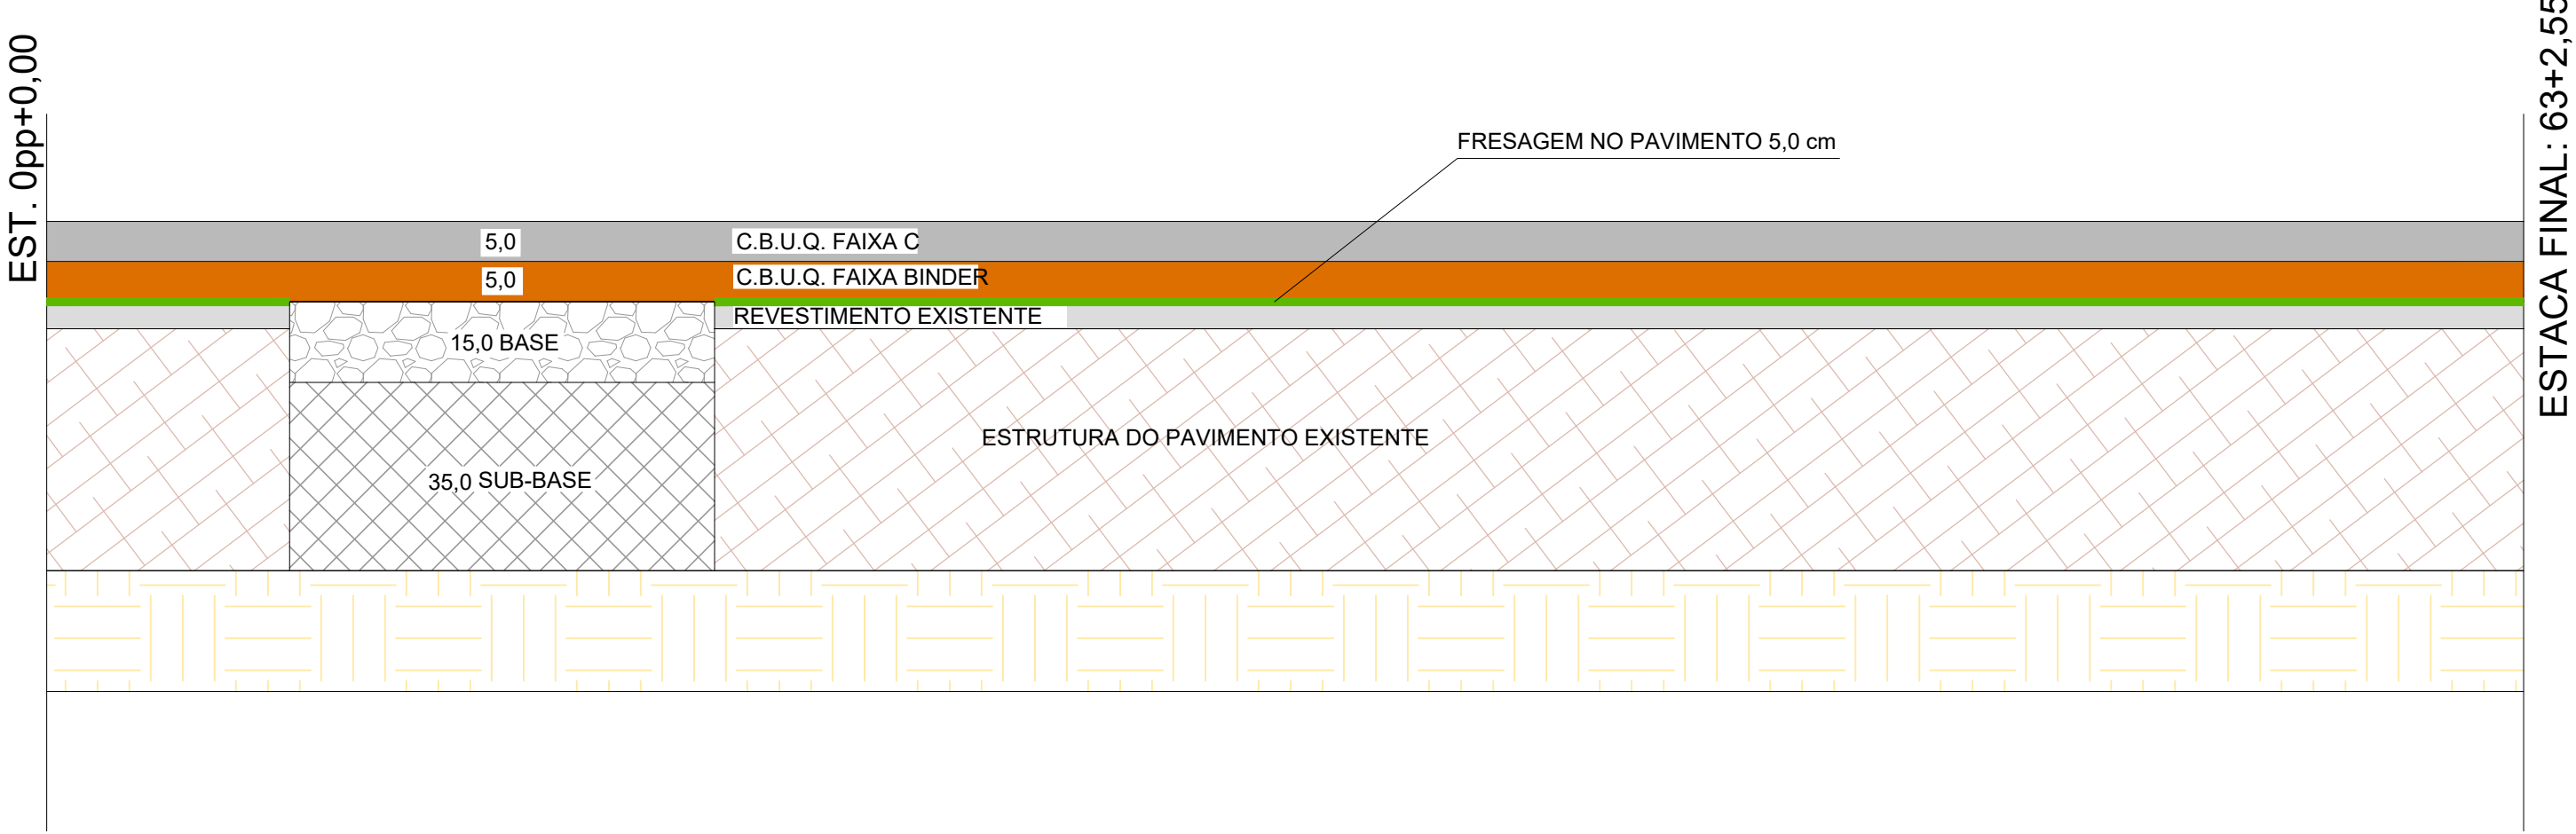 EST. 0pp+0,00
ESTACA FINAL: 63+2,55
FRESAGEM NO PAVIMENTO 5,0 cm
5,0 C.B.U.Q. FAIXA C
5,0 C.B.U.Q. FAIXA BINDER
REVESTIMENTO EXISTENTE
15,0 BASE
ESTRUTURA DO PAVIMENTO EXISTENTE
35,0 SUB-BASE